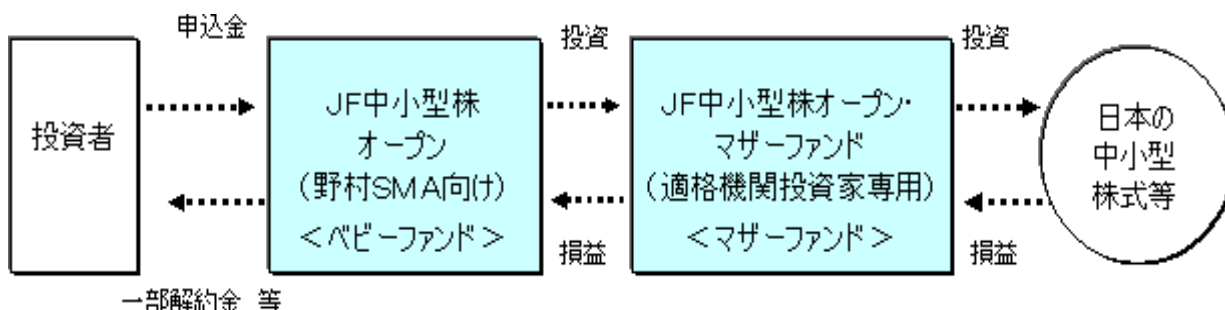 申込金
投資
投資
投資者
JF中小型株
オープン
（野村SMA向け）
＜ベビーファンド＞
JF中小型株オープン・
マザーファンド
（適格機関投資家専用）
＜マザーファンド＞
日本の
中小型
株式等
損益
損益
一部解約金 等